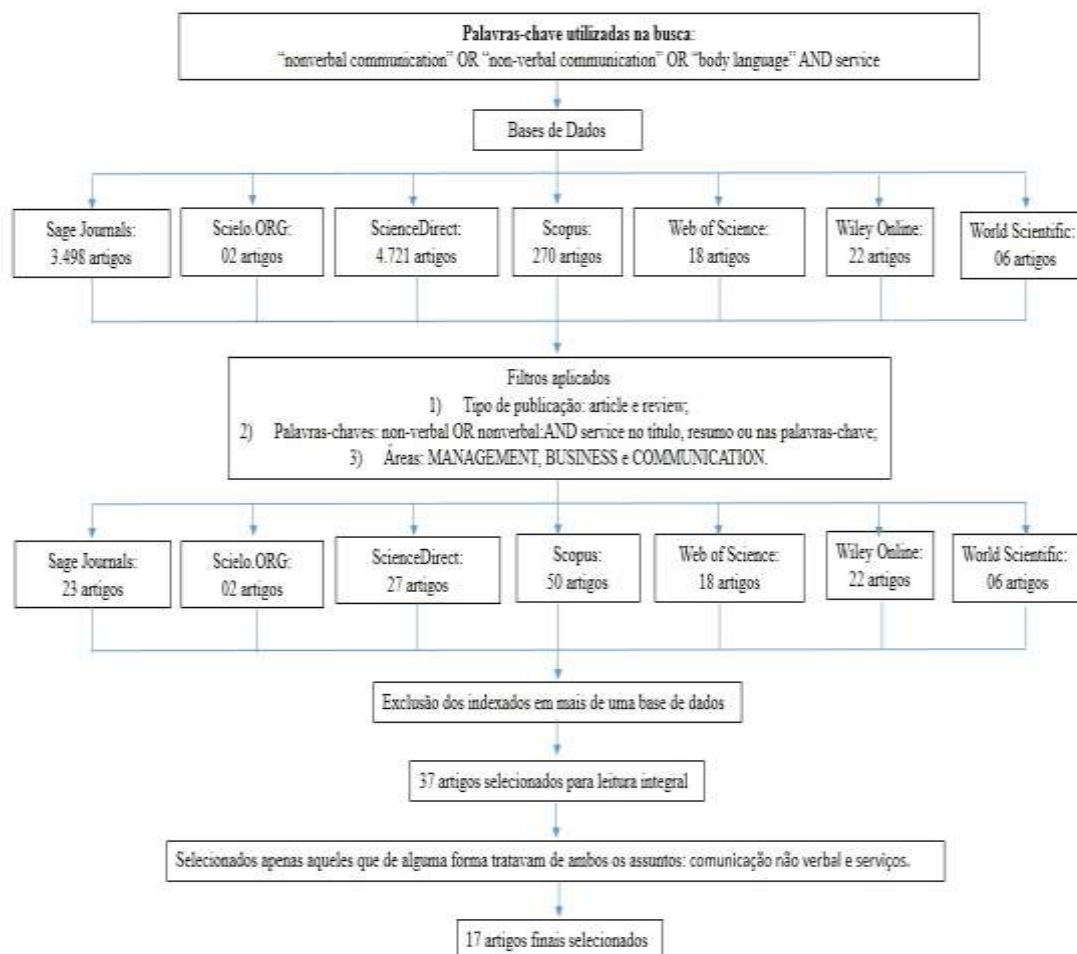 Palavras-chave utilizadas na busca:
“nonverbal communication” OR “non-verbal communication” OR “body language” AND service
Bases de Dados
Sage Journals:
3.498 artigos
Scielo.ORG:
02 artigos
ScienceDirect:
4.721 artigos
Scopus:
270 artigos
Web of Science:
18 artigos
Wiley Online:
22 artigos
World Scientific:
06 artigos
Filtros aplicados
1) Tipo de publicação: article e review;
2) Palavras-chaves: non-verbal OR nonverbal:AND service no título, resumo ou nas palavras-chave;
3) Áreas: MANAGEMENT, BUSINESS e COMMUNICATION.
Sage Journals:
23 artigos
Scielo.ORG:
02 artigos
ScienceDirect:
27 artigos
Scopus:
50 artigos
Web of Science:
18 artigos
Wiley Online:
22 artigos
World Scientific:
06 artigos
Exclusão dos indexados em mais de uma base de dados
37 artigos selecionados para leitura integral
Selecionados apenas aqueles que de alguma forma tratavam de ambos os assuntos: comunicação não verbal e serviços.
17 artigos finais selecionados